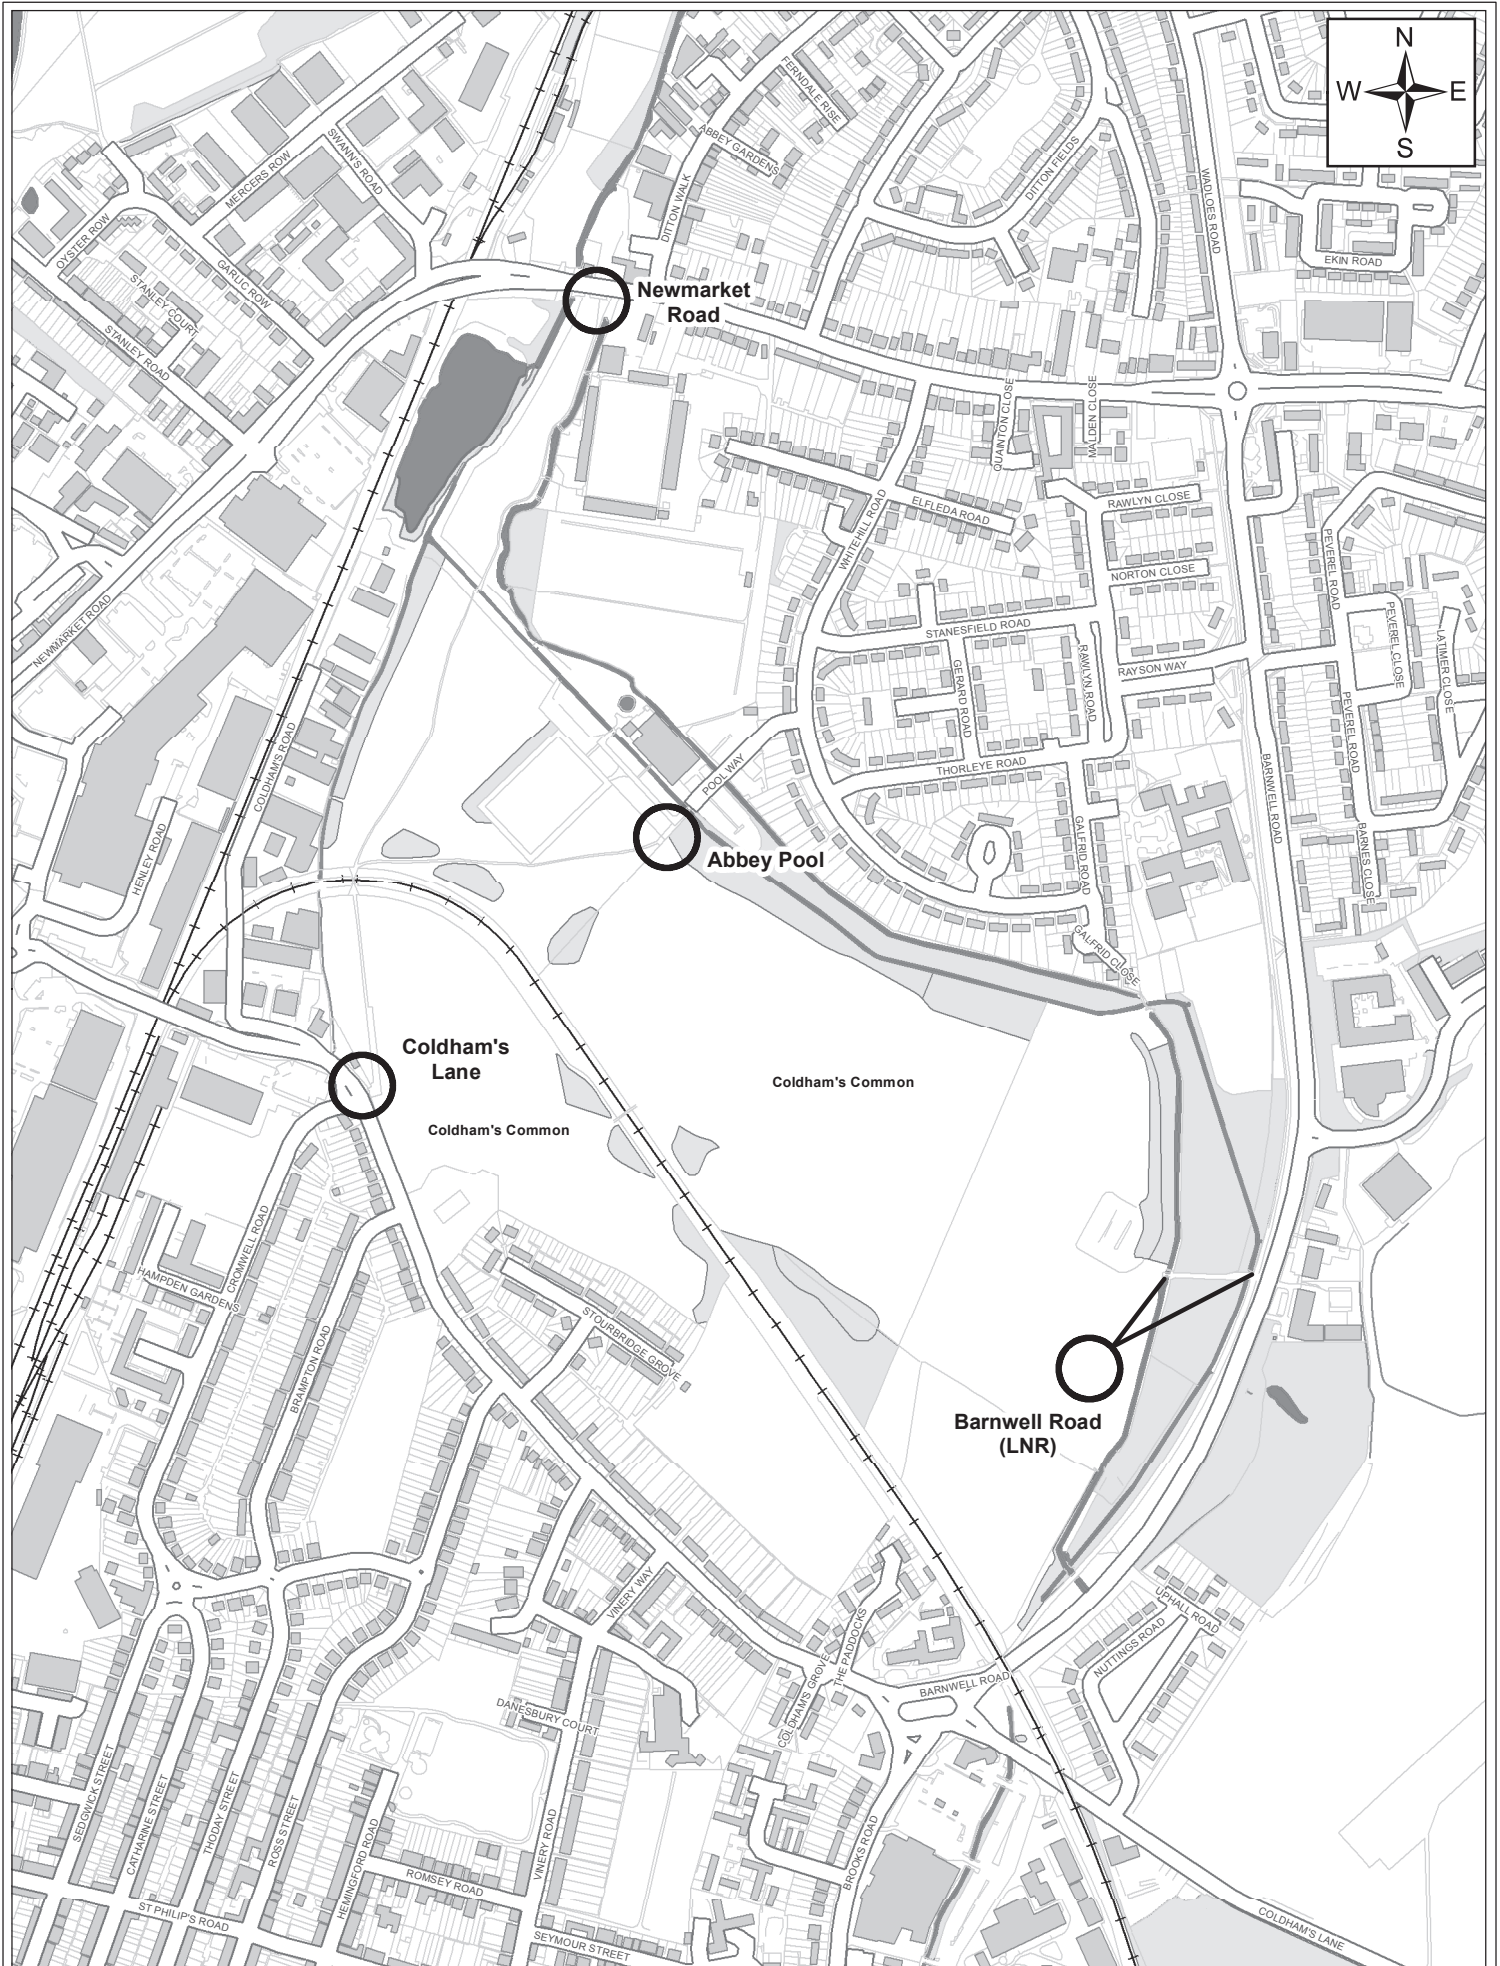 N
W E
S
FERNDALE RISE
ABBEY GARDENS
SWANN'S ROAD
MERCERS ROW
DITTON FIELDS
DITTON WALK
WADLOES ROAD
OYSTER ROW
GARLIC ROW
STANLEY COURT
STANLEY ROAD
EKIN ROAD
Newmarket
Road
QUAINTON CLOSE
MALDEN CLOSE
RAWLYN CLOSE
ELFLEDA ROAD
WHITEHILL ROAD
PEVEREL ROAD
NORTON CLOSE
NEWMARKET ROAD
STANESFIELD ROAD
PEVEREL CLOSE
LATIMER CLOSE
GERARD ROAD
RAWLYN ROAD
RAYSON WAY
PEVEREL ROAD
COLDHAM'S ROAD
POOL WAY
THORLEYE ROAD
BARNWELL ROAD
HENLEY ROAD
GALFRID ROAD
BARNES CLOSE
Abbey Pool
GALFRID CLOSE
Coldham's
Lane
Coldham's Common
Coldham's Common
CROMWELL ROAD
HAMPDEN GARDENS
STOURBRIDGE GROVE
BRAMPTON ROAD
Barnwell Road
(LNR)
VINERY WAY
UPHALL ROAD
NUTTINGS ROAD
THE PADDOCKS
COLDHAMS GROVE
BARNWELL ROAD
DANESBURY COURT
SEDGWICK STREET
CATHARINE STREET
THODAY STREET
ROSS STREET
HEMINGFORD ROAD
VINERY ROAD
BROOKS ROAD
ROMSEY ROAD
ST PHILIP'S ROAD
SEYMOUR STREET
COLDHAM'S LANE